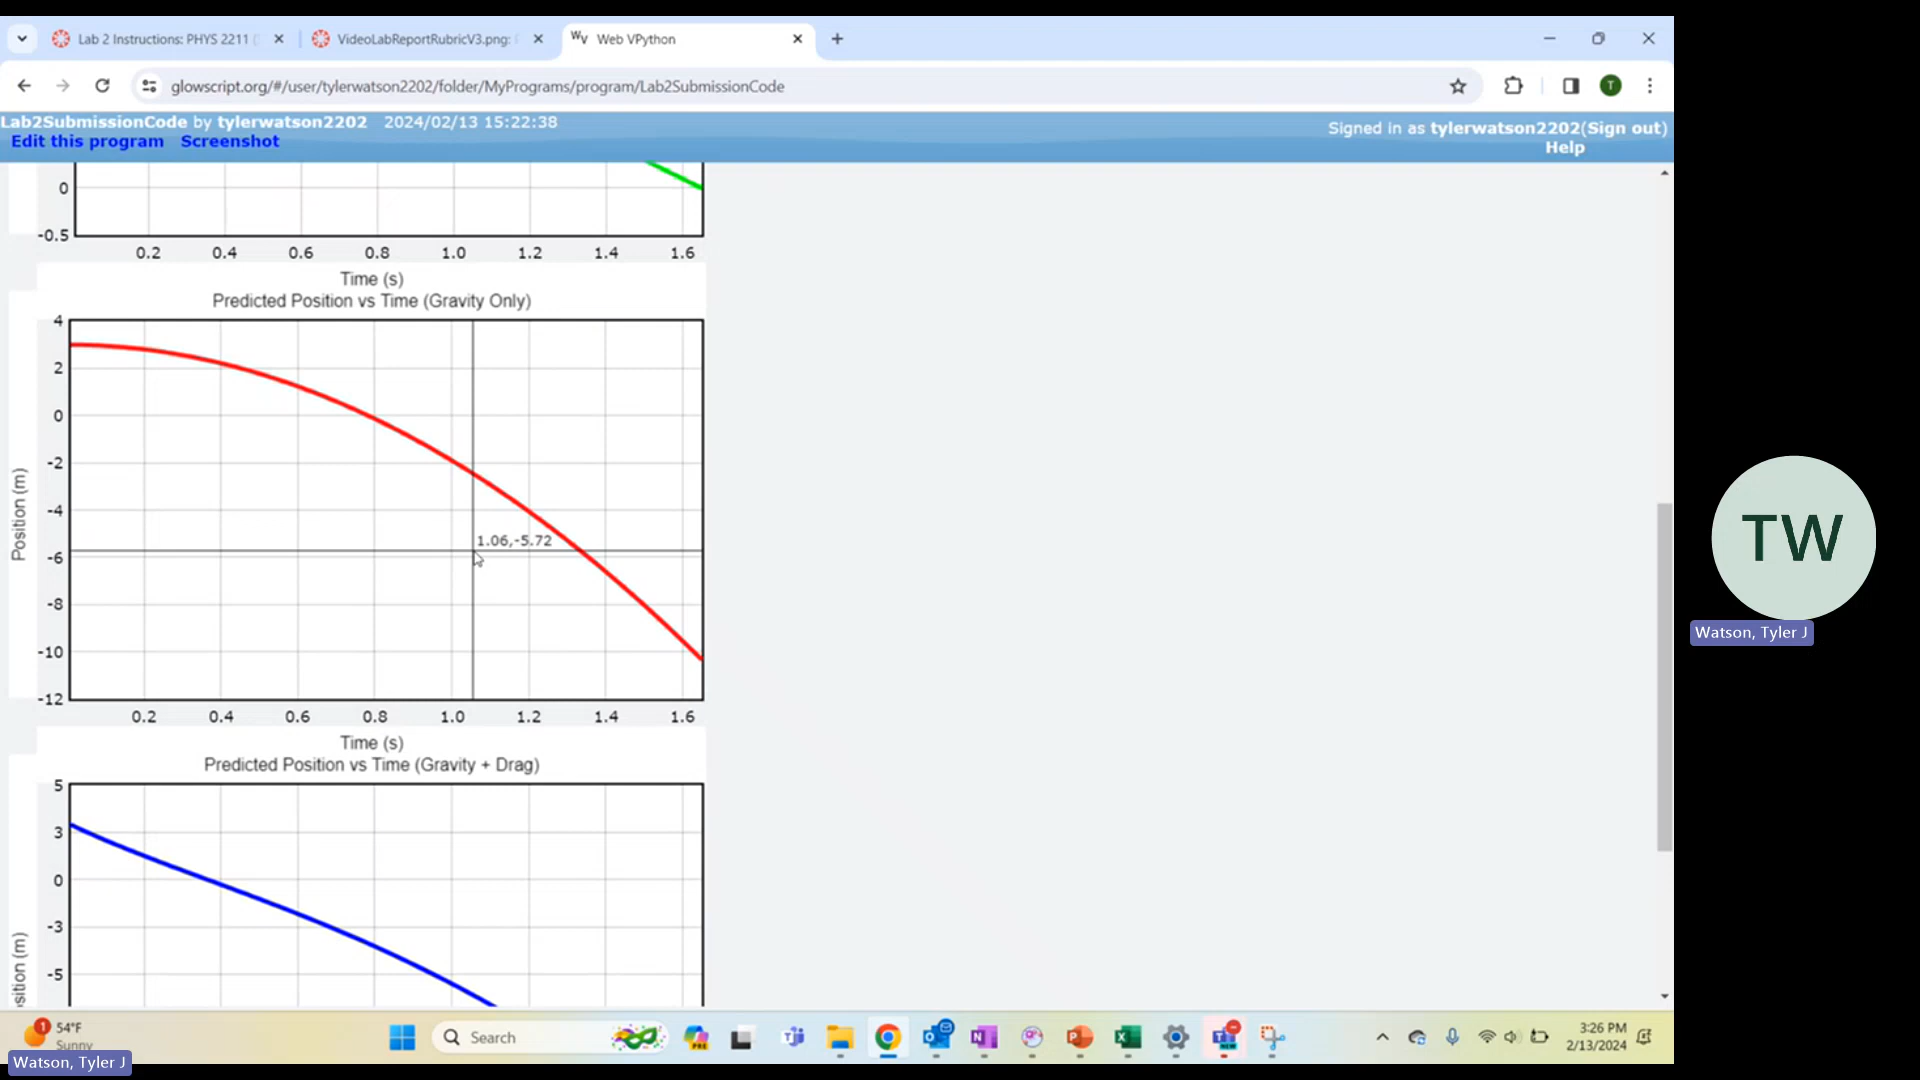 Lab 2 Instructions: PHYS 2211 (
VideoLabReportRubricV3.png:
Web VPython
glowscript.org/#/user/tylerwatson2202/folder/MyPrograms/program/Lab2SubmissionCode
T
Lab2SubmissionCode by tylerwatson2202 2024/02/13 15:22:38
Edit this program Screenshot
Signed in as tylerwatson2202(Sign out)
Help
0
-0.5
0.2 0.4 0.6 0.8 1.0 1.2 1.4 1.6
Time (s)
Predicted Position vs Time (Gravity Only)
4
2
0
-2
-4
-6
-8
-10
-12
Position (m)
1.06,-5.72
0.2 0.4 0.6 0.8 1.0 1.2 1.4 1.6
Time (s)
Predicted Position vs Time (Gravity + Drag)
5
3
0
-3
-5
sition (m)
TW
Watson, Tyler J
1
54°F
Sunny
Search
PRE
NEW
3:26 PM
2/13/2024
Watson, Tyler J